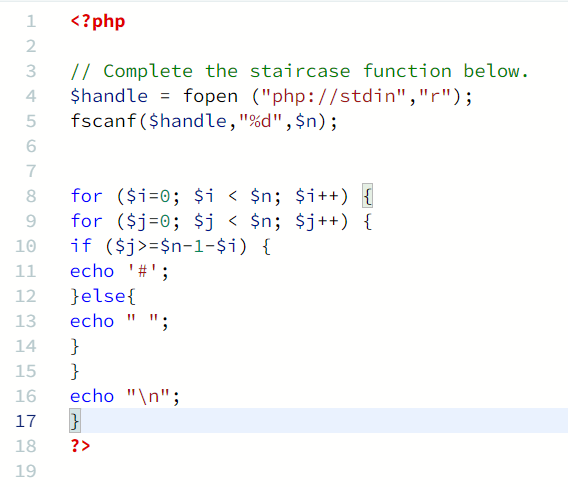 1 <?php
2
3 // Complete the staircase function below.
4 $handle = fopen ("php://stdin","r");
5 fscanf($handle,"%d",$n);
6
7
8 for ($i=0; $i < $n; $i++) {
9 for ($j=0; $j < $n; $j++) {
10 if ($j>=$n-1-$i) {
11 echo '#';
12 }else{
13 echo " ";
14 }
15 }
16 echo "\n";
17 }
18 ?>
19